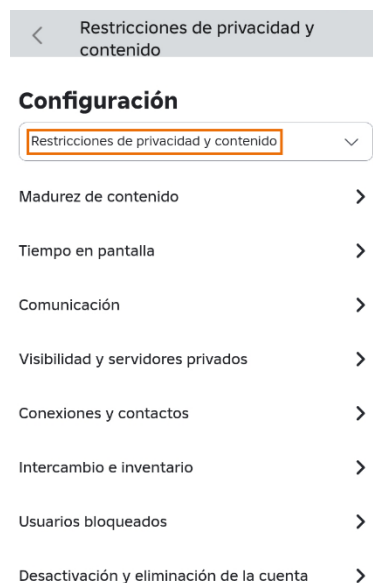 Restricciones de privacidad y
contenido
Configuración
Restricciones de privacidad y contenido
Madurez de contenido
Tiempo en pantalla
Comunicación
Visibilidad y servidores privados
Conexiones y contactos
Intercambio e inventario
Usuarios bloqueados
Desactivación y eliminación de la cuenta